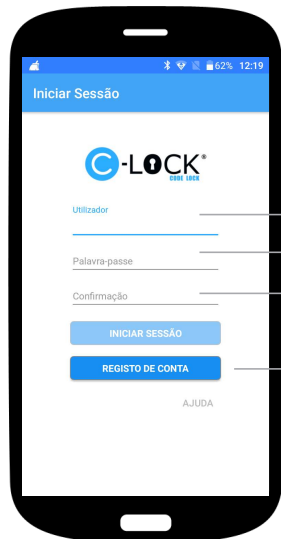 62% 12:19
Iniciar Sessão
C-LOCK®
CODE LOCK
Utilizador
Palavra-passe
Confirmação
INICIAR SESSÃO
REGISTO DE CONTA
AJUDA